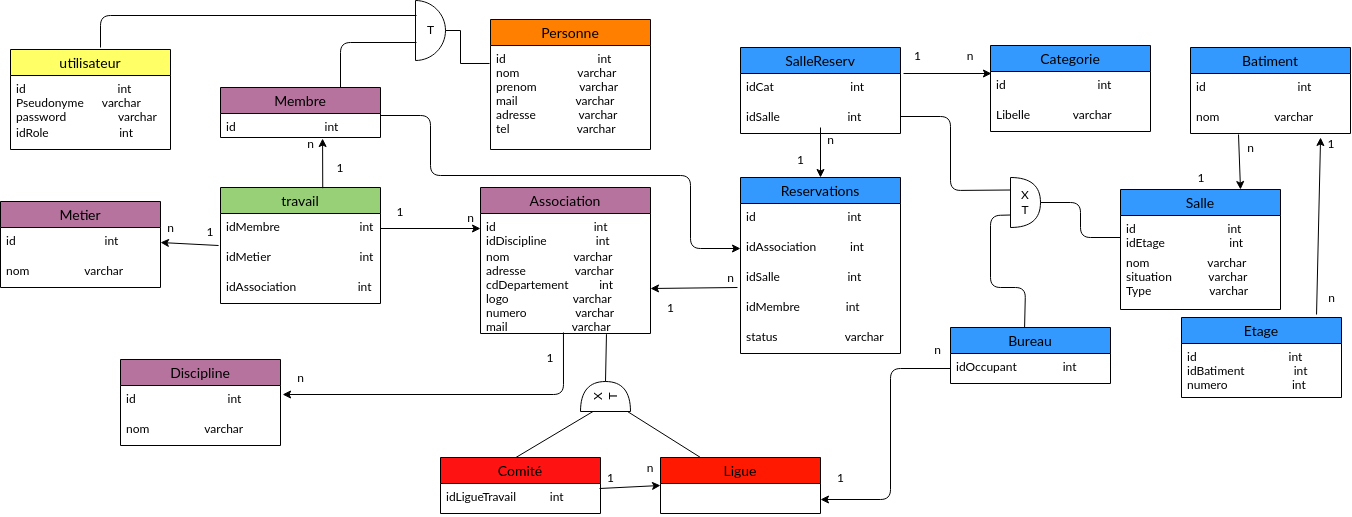 T
Personne
id int
nom varchar
prenom varchar
mail varchar
adresse varchar
tel varchar
utilisateur
id int
Pseudonyme varchar
password varchar
idRole int
Membre
id int
n
1
travail
idMembre int
idMetier int
idAssociation int
Metier
id int
nom varchar
n 1
1 n
Association
id int
idDiscipline int
nom varchar
adresse varchar
cdDepartement int
logo varchar
numero varchar
mail varchar
Discipline
id int
nom varchar
1
n
X T
Comité
idLigueTravail int
1 n
Ligue
SalleReserv
idCat int
idSalle int
1 n
Categorie
id int
Libelle varchar
Batiment
id int
nom varchar
n
1
Reservations
id int
idAssociation int
idSalle int
idMembre int
status varchar
n
1
X
T
n
1
Salle
id int
idEtage int
nom varchar
situation varchar
Type varchar
1
n
Etage
id int
idBatiment int
numero int
Bureau
idOccupant int
n
1